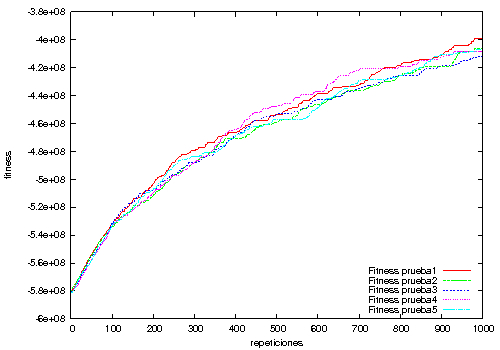 -3.8e+08
-4e+08
-4.2e+08
-4.4e+08
-4.6e+08
-4.8e+08
-5e+08
-5.2e+08
-5.4e+08
-5.6e+08
-5.8e+08
-6e+08
fitness
Fitness prueba1
Fitness prueba2
Fitness prueba3
Fitness prueba4
Fitness prueba5
0 100 200 300 400 500 600 700 800 900 1000
repeticiones